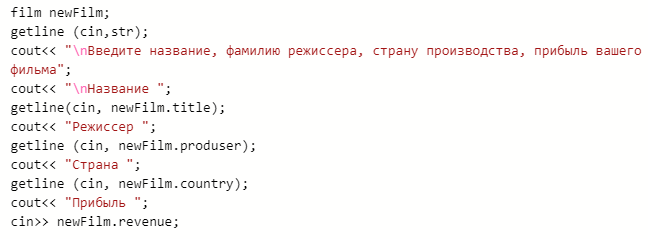 film newFilm;
getline (cin,str);
cout<< "\nВведите название, фамилию режиссера, страну производства, прибыль вашего
фильма";
cout<< "\nНазвание ";
getline(cin, newFilm.title);
cout<< "Режиссер ";
getline (cin, newFilm.produser);
cout<< "Страна ";
getline (cin, newFilm.country);
cout<< "Прибыль ";
cin>> newFilm.revenue;